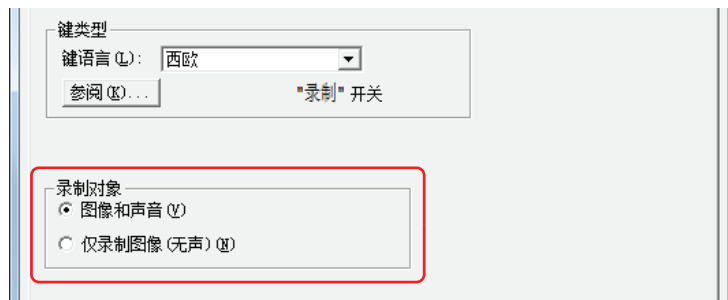 键类型
键语言(L): 西欧
参阅(K)... "录制" 开关
录制对象
图像和声音(V)
仅录制图像(无声)(N)